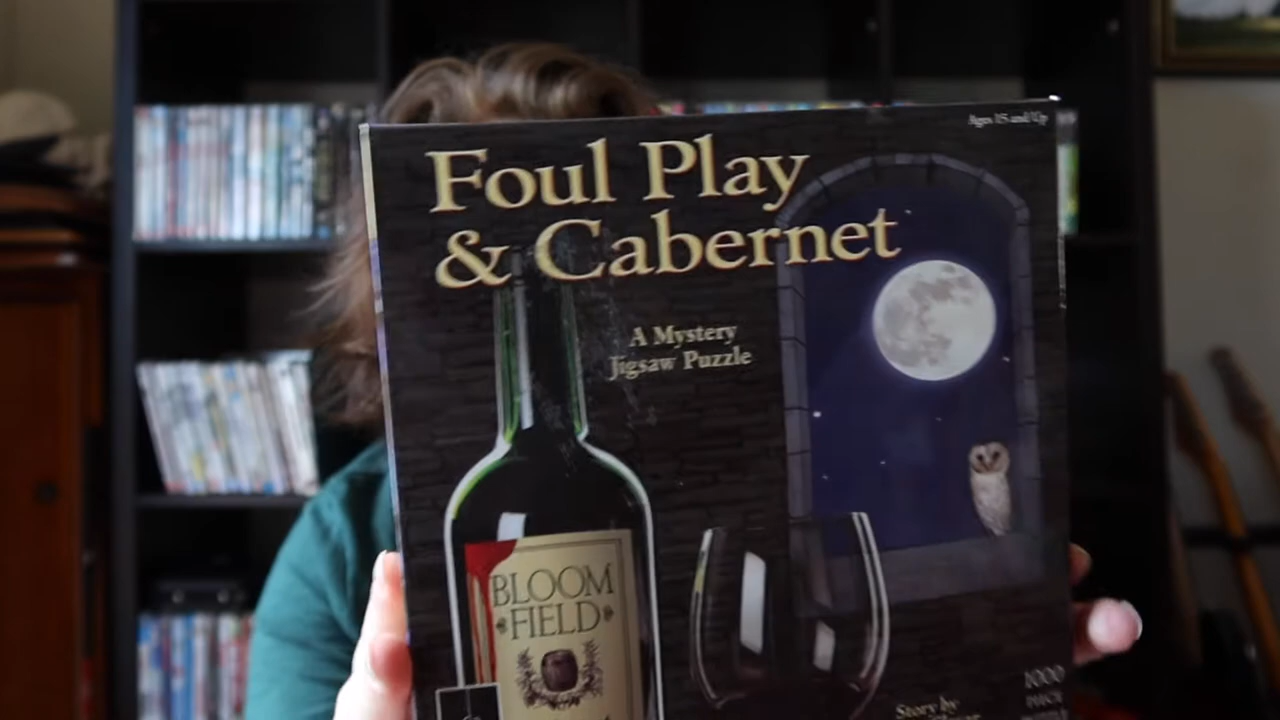 Ages 15 and Up
Foul Play
& Cabernet
A Mystery
Jigsaw Puzzle
BLOOM
FIELD
1000
Story by